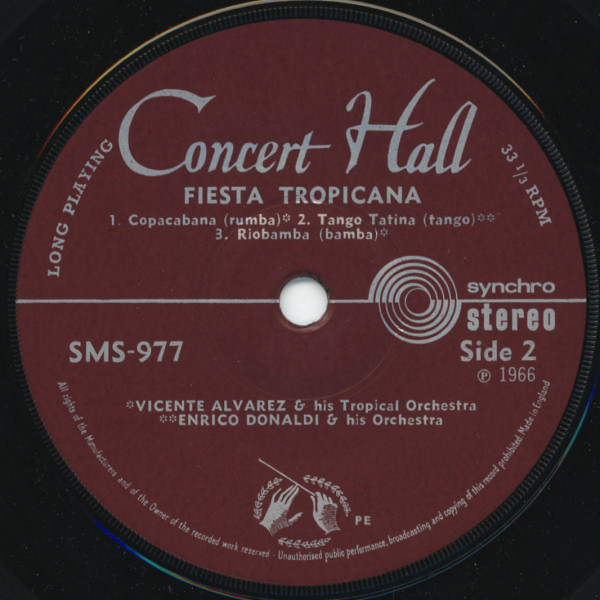 Concert Hall
LONG PLAYING
33 1/3 RPM
FIESTA TROPICANA
1. Copacabana (rumba)* 2. Tango Tatina (tango)**
3. Riobamba (bamba)*
synchro
stereo
SMS-977
Side 2
℗ 1966
*VICENTE ALVAREZ & his Tropical Orchestra
**ENRICO DONALDI & his Orchestra
PE
All rights of the Manufacturers and of the Owner of the recorded work reserved - Unauthorised public performance, broadcasting and copying of this record prohibited. Made in England